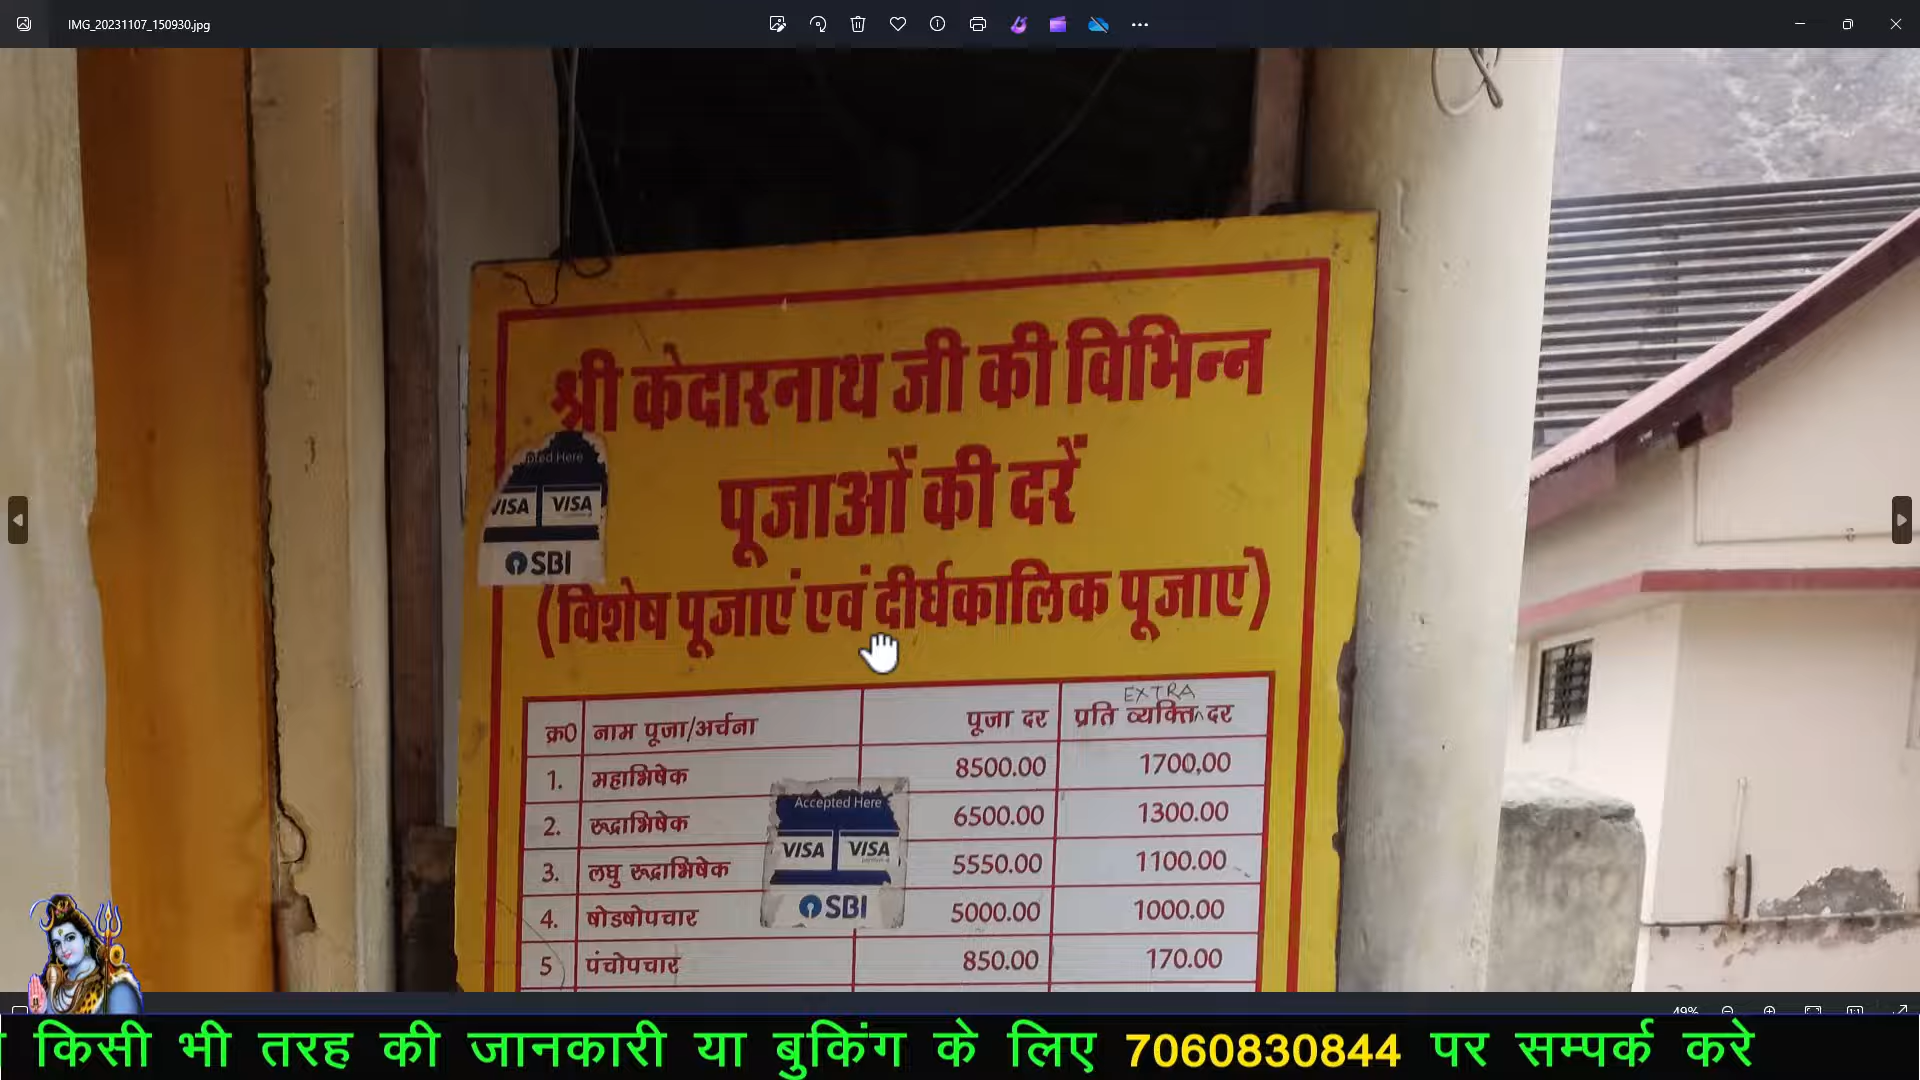 IMG_20231107_150930.jpg
श्री केदारनाथ जी की विभिन्न
पूजाओं की दरें
(विशेष पूजाएं एवं दीर्घकालिक पूजाए)
pted Here
VISA VISA
SBI
क्र0 नाम पूजा/अर्चना पूजा दर प्रति व्यक्ति^दर
EXTRA
1. महाभिषेक 8500.00 1700,00
2. रूद्राभिषेक 6500.00 1300.00
3. लघु रूद्राभिषेक 5550.00 1100.00
4. षोडषोपचार 5000.00 1000.00
5 पंचोपचार 850.00 170.00
Accepted Here
VISA VISA
SBI
49%
किसी भी तरह की जानकारी या बुकिंग के लिए 7060830844 पर सम्पर्क करे